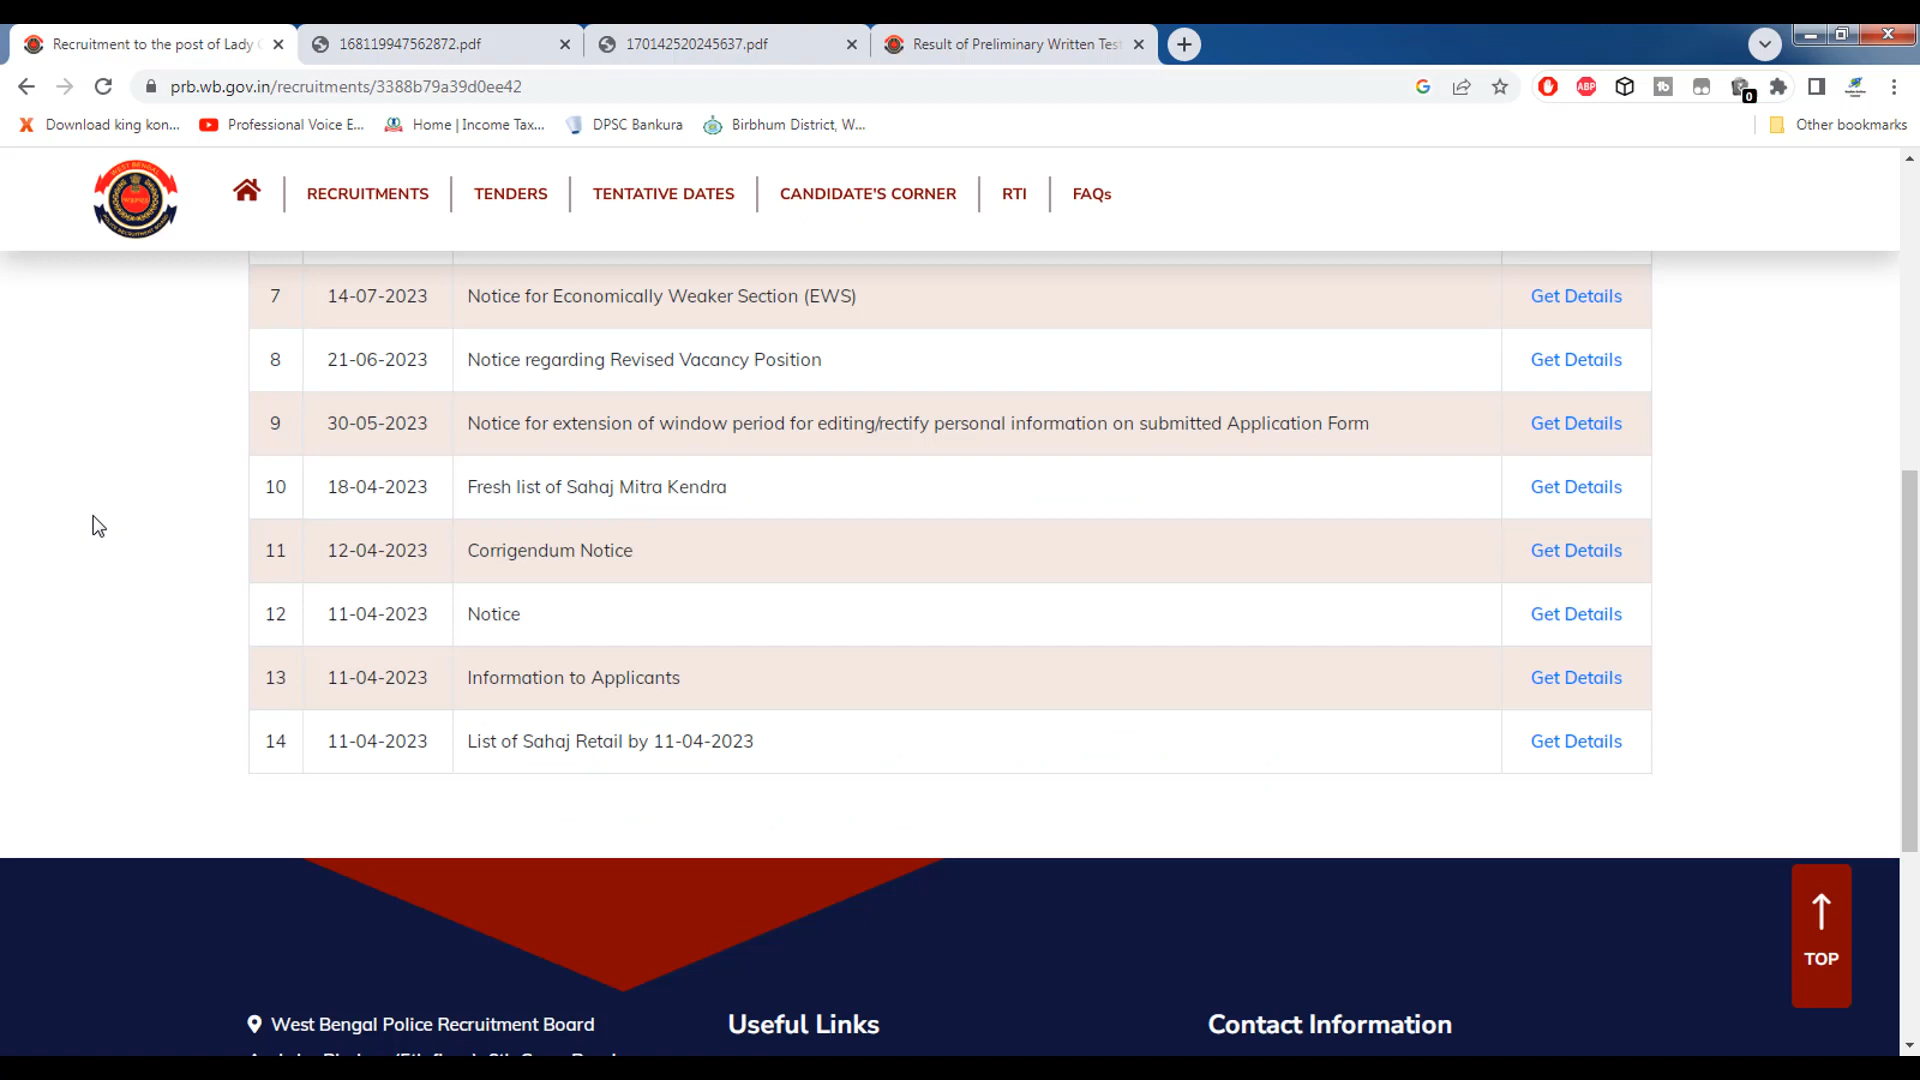 Recruitment to the post of Lady C
168119947562872.pdf
170142520245637.pdf
Result of Preliminary Written Test
prb.wb.gov.in/recruitments/3388b79a39d0ee42
G
ABP
0
Download king kon...
Professional Voice E...
Home | Income Tax...
DPSC Bankura
Birbhum District, W...
Other bookmarks
WEST BENGAL
RECRUITMENTS
TENDERS
TENTATIVE DATES
CANDIDATE'S CORNER
RTI
FAQs
7 14-07-2023 Notice for Economically Weaker Section (EWS) Get Details
8 21-06-2023 Notice regarding Revised Vacancy Position Get Details
9 30-05-2023 Notice for extension of window period for editing/rectify personal information on submitted Application Form Get Details
10 18-04-2023 Fresh list of Sahaj Mitra Kendra Get Details
11 12-04-2023 Corrigendum Notice Get Details
12 11-04-2023 Notice Get Details
13 11-04-2023 Information to Applicants Get Details
14 11-04-2023 List of Sahaj Retail by 11-04-2023 Get Details
TOP
West Bengal Police Recruitment Board
Useful Links
Contact Information